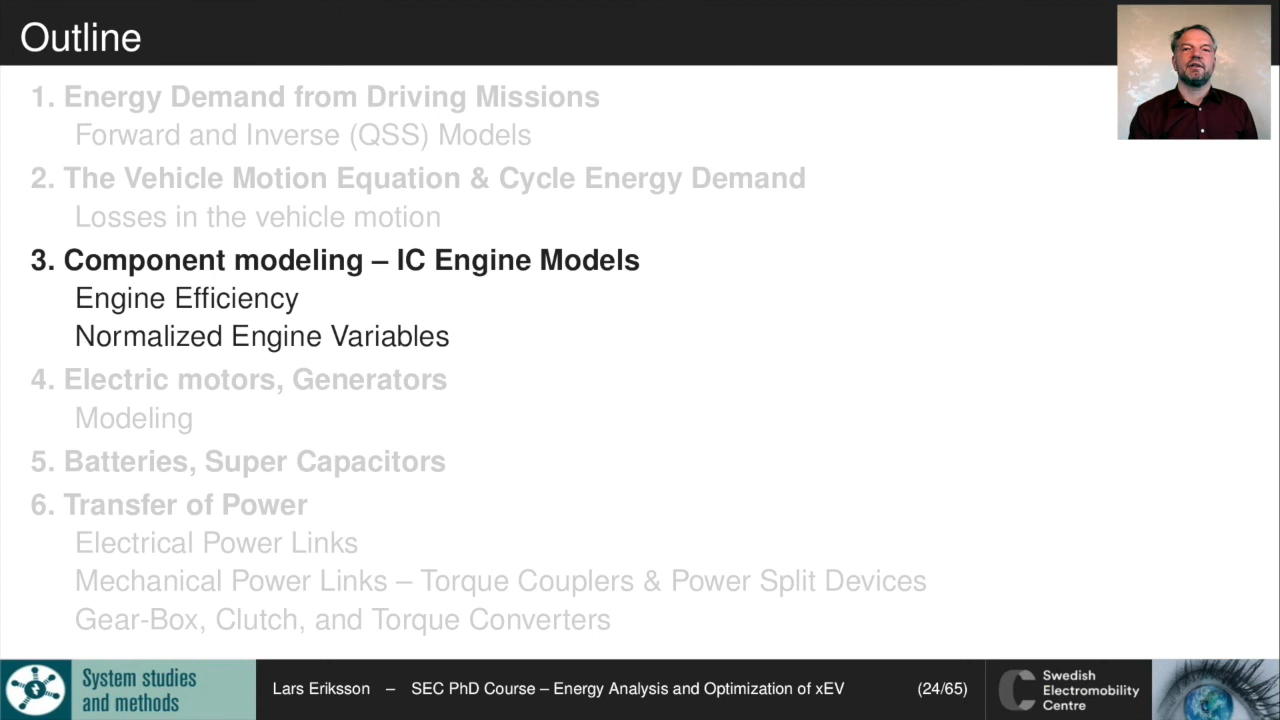 Outline
1. Energy Demand from Driving Missions
Forward and Inverse (QSS) Models
2. The Vehicle Motion Equation & Cycle Energy Demand
Losses in the vehicle motion
3. Component modeling – IC Engine Models
Engine Efficiency
Normalized Engine Variables
4. Electric motors, Generators
Modeling
5. Batteries, Super Capacitors
6. Transfer of Power
Electrical Power Links
Mechanical Power Links – Torque Couplers & Power Split Devices
Gear-Box, Clutch, and Torque Converters
System studies
and methods
Lars Eriksson – SEC PhD Course – Energy Analysis and Optimization of xEV (24/65)
Swedish
Electromobility
Centre